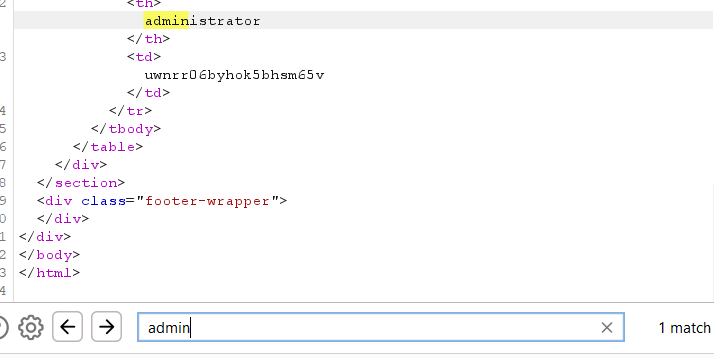 2 <th>
administrator
</th>
3 <td>
uwnrr06byhok5bhsm65v
</td>
4 </tr>
5 </tbody>
6 </table>
7 </div>
8 </section>
9 <div class="footer-wrapper">
0 </div>
1 </div>
2 </body>
3 </html>
4
admin 1 match